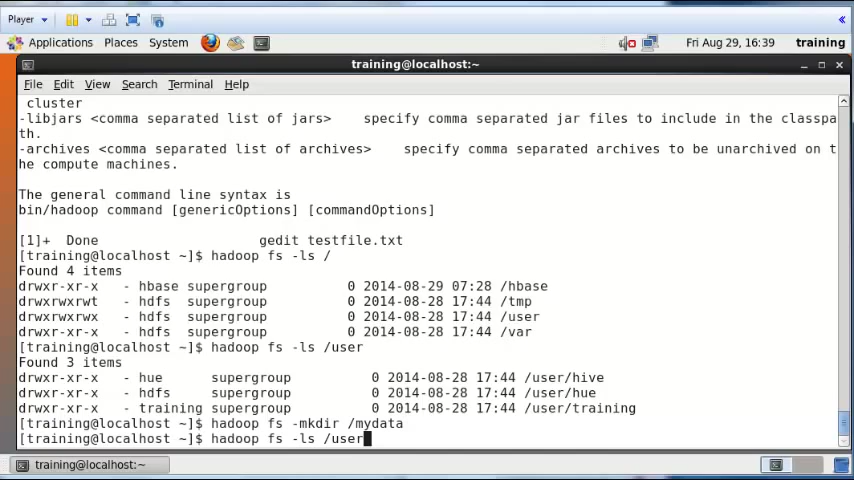 Player
«
Applications Places System Fri Aug 29, 16:39 training
training@localhost:~
File Edit View Search Terminal Help
cluster
-libjars <comma separated list of jars>    specify comma separated jar files to include in the classpa
th.
-archives <comma separated list of archives>    specify comma separated archives to be unarchived on t
he compute machines.
The general command line syntax is
bin/hadoop command [genericOptions] [commandOptions]
[1]+  Done                    gedit testfile.txt
[training@localhost ~]$ hadoop fs -ls /
Found 4 items
drwxr-xr-x   - hbase supergroup          0 2014-08-29 07:28 /hbase
drwxrwxrwt   - hdfs  supergroup          0 2014-08-28 17:44 /tmp
drwxrwxrwx   - hdfs  supergroup          0 2014-08-28 17:44 /user
drwxr-xr-x   - hdfs  supergroup          0 2014-08-28 17:44 /var
[training@localhost ~]$ hadoop fs -ls /user
Found 3 items
drwxr-xr-x   - hue      supergroup          0 2014-08-28 17:44 /user/hive
drwxr-xr-x   - hdfs     supergroup          0 2014-08-28 17:44 /user/hue
drwxr-xr-x   - training supergroup          0 2014-08-28 17:44 /user/training
[training@localhost ~]$ hadoop fs -mkdir /mydata
[training@localhost ~]$ hadoop fs -ls /user
training@localhost:~